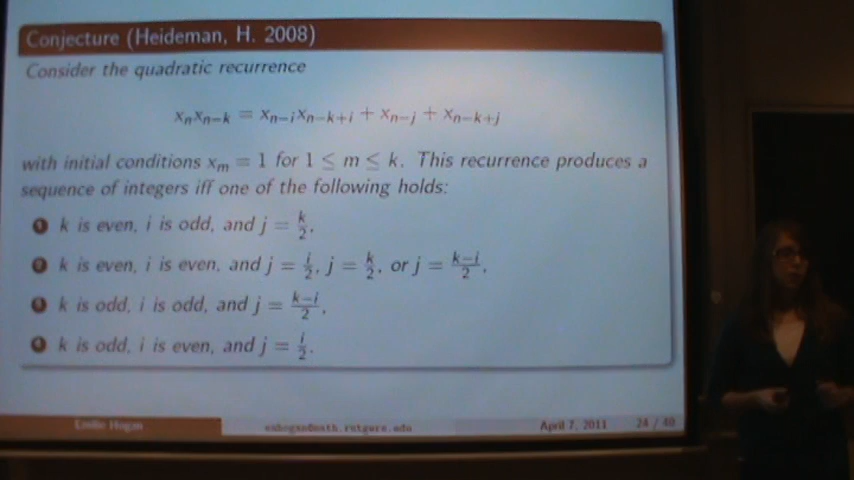 Conjecture (Heideman, H. 2008)
Consider the quadratic recurrence
xₙxₙ₋ₖ = xₙ₋ᵢxₙ₋ₖ₊ᵢ + xₙ₋ⱼ + xₙ₋ₖ₊ⱼ
with initial conditions xₘ = 1 for 1 ≤ m ≤ k. This recurrence produces a
sequence of integers iff one of the following holds:
1 k is even, i is odd, and j = k/2.
2 k is even, i is even, and j = i/2, j = k/2, or j = (k−i)/2.
3 k is odd, i is odd, and j = (k−i)/2.
4 k is odd, i is even, and j = i/2.
Emilie Hogan eahogan@math.rutgers.edu April 7, 2011 24 / 40